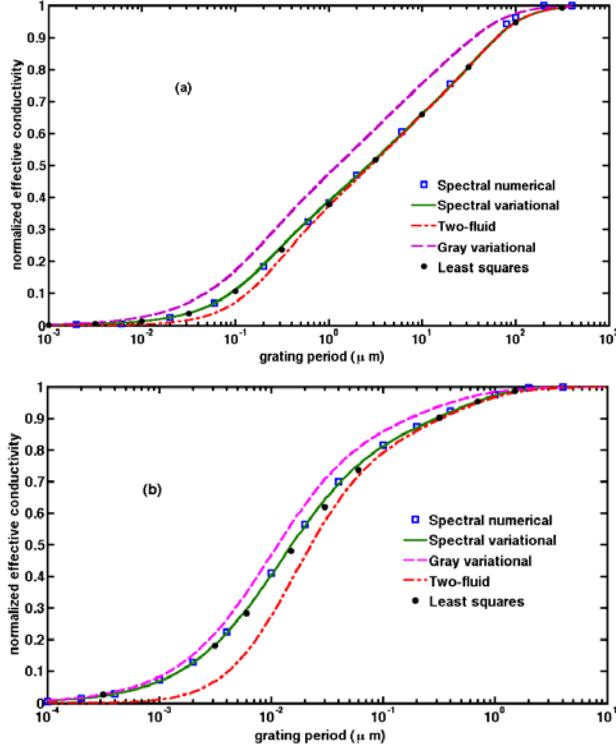 1
0.9
0.8
0.7
0.6
0.5
0.4
0.3
0.2
0.1
0
normalized effective conductivity
(a)
Spectral numerical
Spectral variational
Two-fluid
Gray variational
Least squares
10⁻³ 10⁻² 10⁻¹ 10⁰ 10¹ 10² 10³
grating period (μ m)
1
0.9
0.8
0.7
0.6
0.5
0.4
0.3
0.2
0.1
0
normalized effective conductivity
(b)
Spectral numerical
Spectral variational
Gray variational
Two-fluid
Least squares
10⁻⁴ 10⁻³ 10⁻² 10⁻¹ 10⁰ 10¹
grating period (μ m)